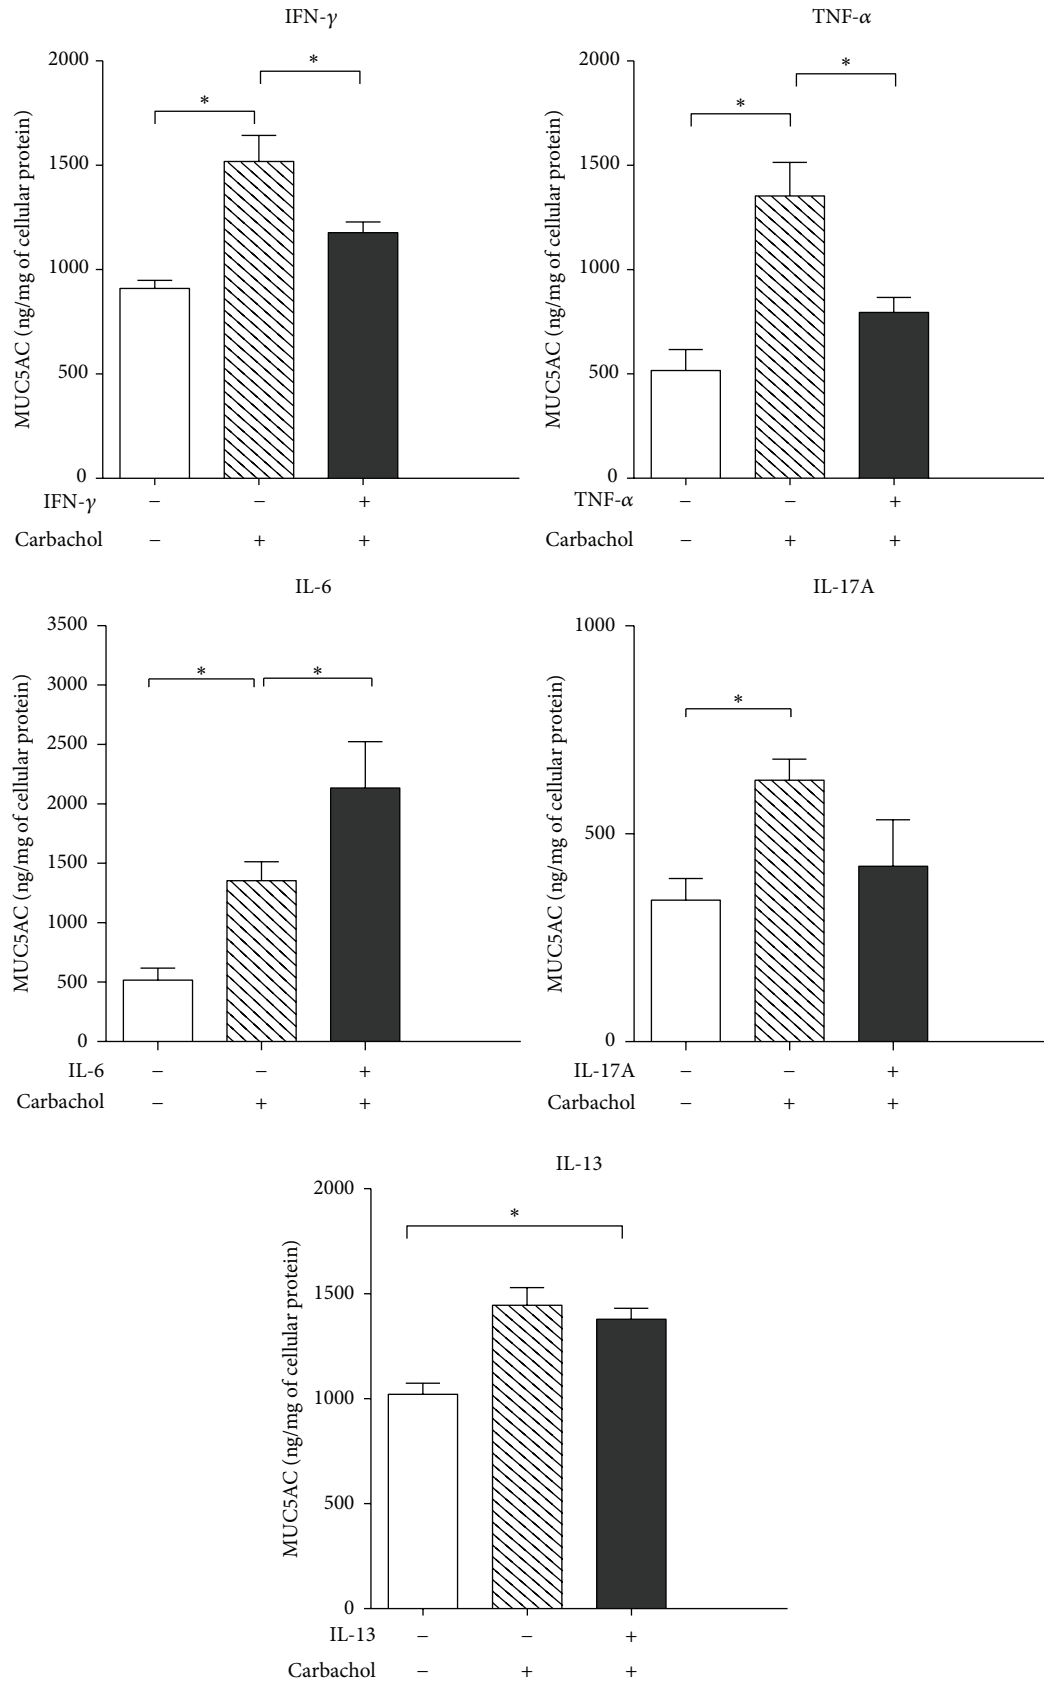 IFN-γ
2000
1500
1000
500
0
MUC5AC (ng/mg of cellular protein)
*
*
IFN-γ − − +
Carbachol − + +
TNF-α
2000
1500
1000
500
0
MUC5AC (ng/mg of cellular protein)
*
*
TNF-α − − +
Carbachol − + +
IL-6
3500
3000
2500
2000
1500
1000
500
0
MUC5AC (ng/mg of cellular protein)
*
*
IL-6 − − +
Carbachol − + +
IL-17A
1000
500
0
MUC5AC (ng/mg of cellular protein)
*
IL-17A − − +
Carbachol − + +
IL-13
2000
1500
1000
500
0
MUC5AC (ng/mg of cellular protein)
*
IL-13 − − +
Carbachol − + +